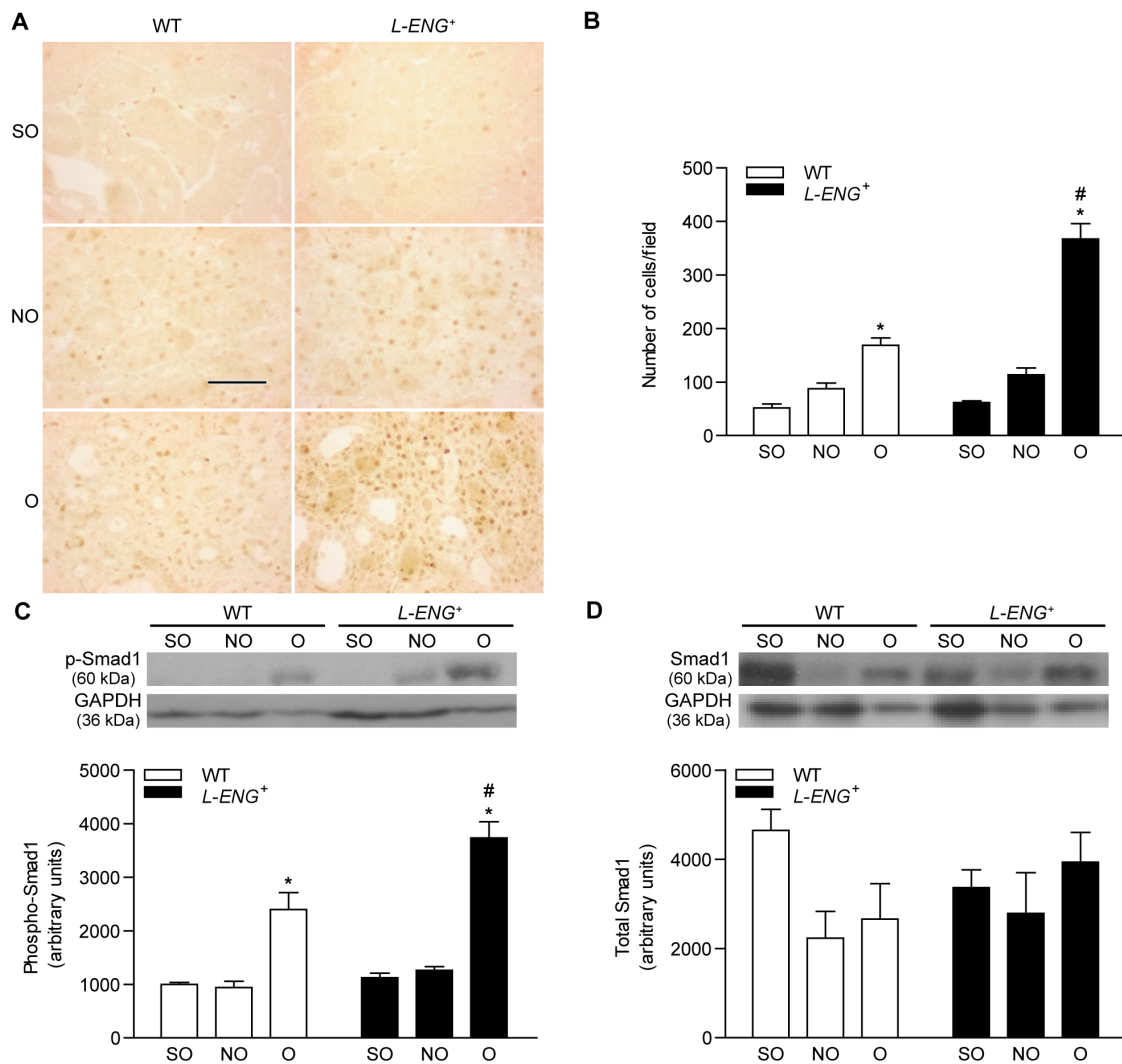 A
WT
L-ENG+
SO
NO
O
B
500
400
300
200
100
0
Number of cells/field
WT
L-ENG+
*
#
*
SO NO O SO NO O
C
WT L-ENG+
SO NO O SO NO O
p-Smad1
(60 kDa)
GAPDH
(36 kDa)
5000
4000
3000
2000
1000
0
Phospho-Smad1
(arbitrary units)
WT
L-ENG+
*
#
*
SO NO O SO NO O
D
WT L-ENG+
SO NO O SO NO O
Smad1
(60 kDa)
GAPDH
(36 kDa)
6000
4000
2000
0
Total Smad1
(arbitrary units)
WT
L-ENG+
SO NO O SO NO O